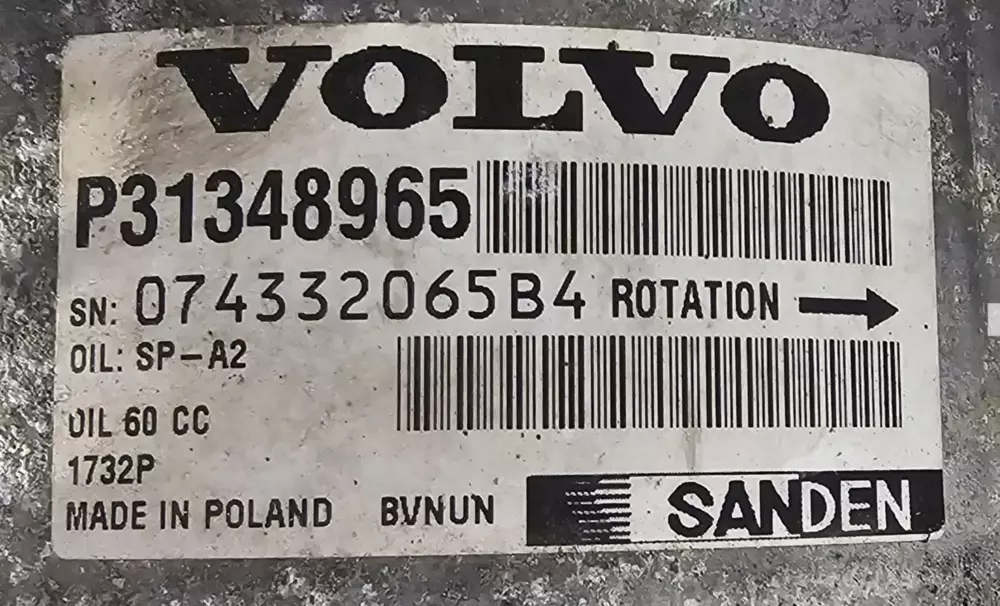 VOLVO
P31348965
SN: 074332065B4 ROTATION
OIL: SP-A2
OIL 60 CC
1732P
MADE IN POLAND BVNUN
SANDEN